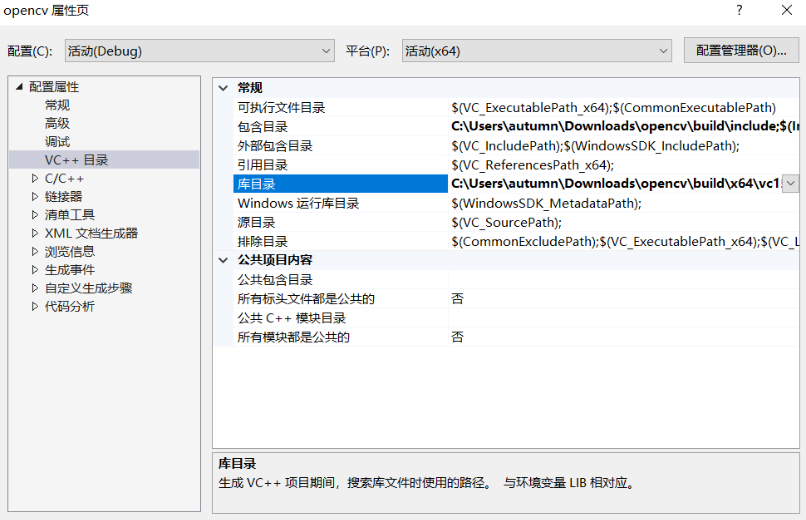 opencv 属性页
?
配置(C):
活动(Debug)
平台(P):
活动(x64)
配置管理器(O)...
配置属性
常规
高级
调试
VC++ 目录
C/C++
链接器
清单工具
XML 文档生成器
浏览信息
生成事件
自定义生成步骤
代码分析
常规
可执行文件目录 $(VC_ExecutablePath_x64);$(CommonExecutablePath)
包含目录 C:\Users\autumn\Downloads\opencv\build\include;$(In
外部包含目录 $(VC_IncludePath);$(WindowsSDK_IncludePath);
引用目录 $(VC_ReferencesPath_x64);
库目录 C:\Users\autumn\Downloads\opencv\build\x64\vc1
Windows 运行库目录 $(WindowsSDK_MetadataPath);
源目录 $(VC_SourcePath);
排除目录 $(CommonExcludePath);$(VC_ExecutablePath_x64);$(VC_L
公共项目内容
公共包含目录
所有标头文件都是公共的 否
公共 C++ 模块目录
所有模块都是公共的 否
库目录
生成 VC++ 项目期间，搜索库文件时使用的路径。 与环境变量 LIB 相对应。